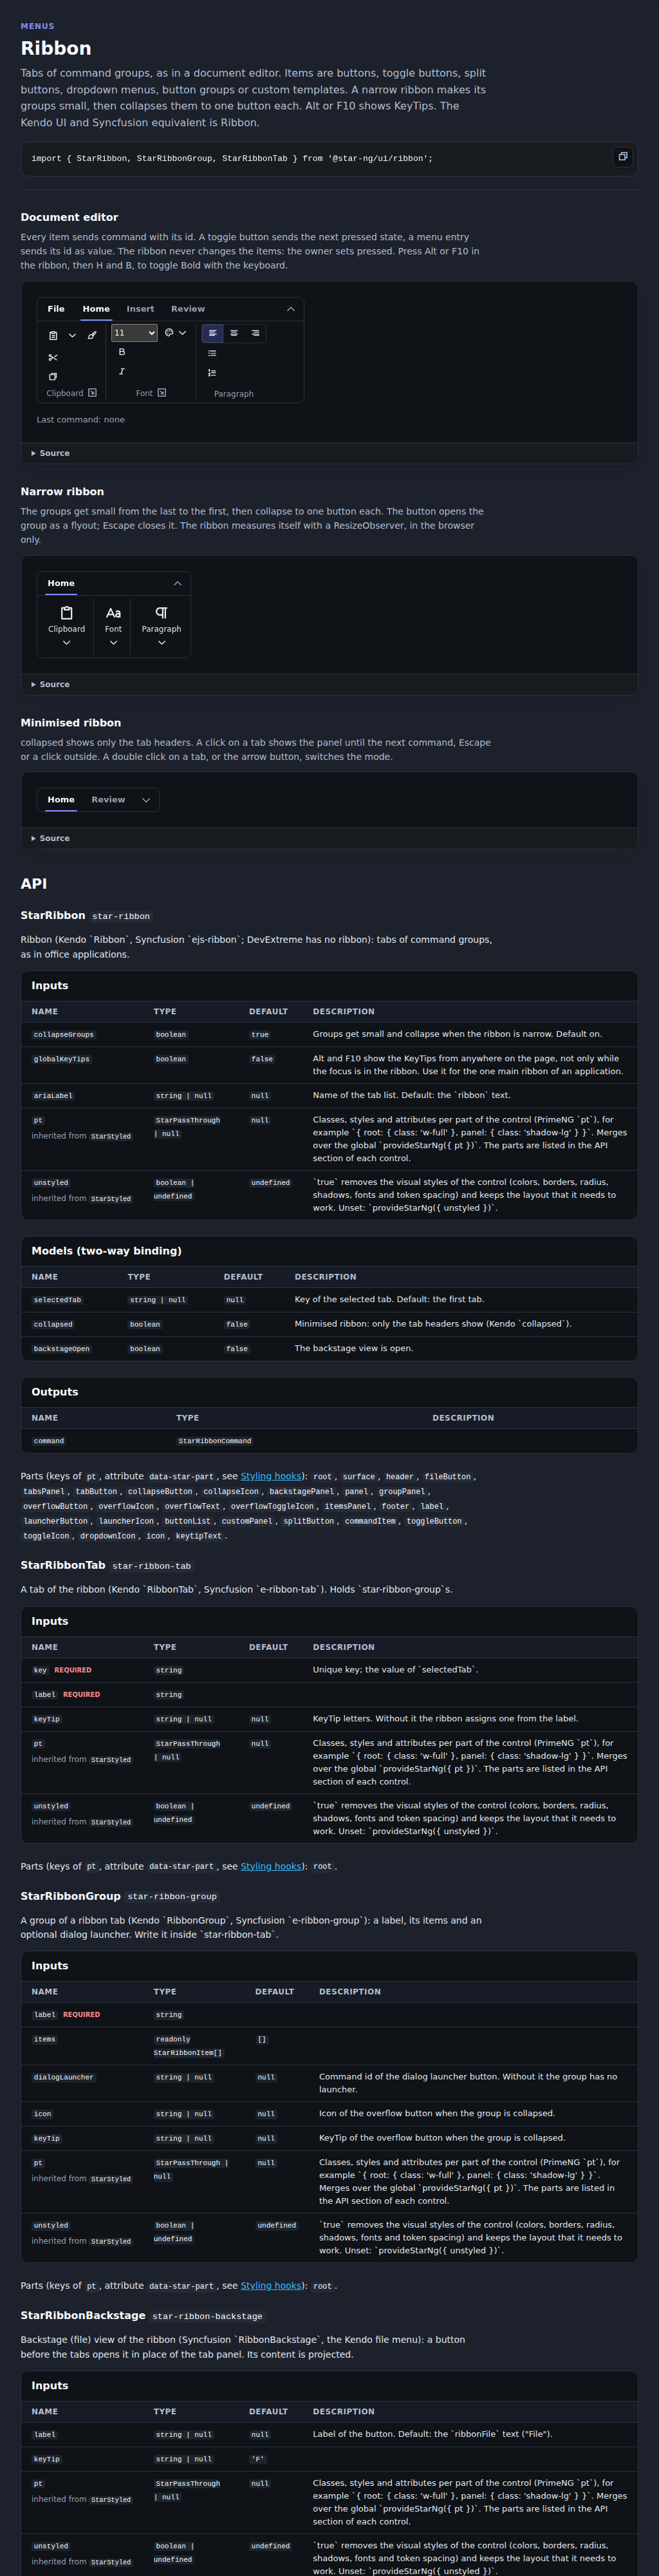 MENUS
Ribbon
Tabs of command groups, as in a document editor. Items are buttons, toggle buttons, split
buttons, dropdown menus, button groups or custom templates. A narrow ribbon makes its
groups small, then collapses them to one button each. Alt or F10 shows KeyTips. The
Kendo UI and Syncfusion equivalent is Ribbon.
import { StarRibbon, StarRibbonGroup, StarRibbonTab } from '@star-ng/ui/ribbon';
Document editor
Every item sends command with its id. A toggle button sends the next pressed state, a menu entry
sends its id as value. The ribbon never changes the items: the owner sets pressed. Press Alt or F10 in
the ribbon, then H and B, to toggle Bold with the keyboard.
File Home Insert Review
11
B
I
Clipboard Font Paragraph
Last command: none
Source
Narrow ribbon
The groups get small from the last to the first, then collapse to one button each. The button opens the
group as a flyout; Escape closes it. The ribbon measures itself with a ResizeObserver, in the browser
only.
Home
Clipboard Font Paragraph
Source
Minimised ribbon
collapsed shows only the tab headers. A click on a tab shows the panel until the next command, Escape
or a click outside. A double click on a tab, or the arrow button, switches the mode.
Home Review
Source
API
StarRibbon star-ribbon
Ribbon (Kendo `Ribbon`, Syncfusion `ejs-ribbon`; DevExtreme has no ribbon): tabs of command groups,
as in office applications.
Inputs
NAME TYPE DEFAULT DESCRIPTION
collapseGroups boolean true Groups get small and collapse when the ribbon is narrow. Default on.
globalKeyTips boolean false Alt and F10 show the KeyTips from anywhere on the page, not only while
the focus is in the ribbon. Use it for the one main ribbon of an application.
ariaLabel string | null null Name of the tab list. Default: the `ribbon` text.
pt StarPassThrough null Classes, styles and attributes per part of the control (PrimeNG `pt`), for
inherited from StarStyled | null example `{ root: { class: 'w-full' }, panel: { class: 'shadow-lg' } }`. Merges
over the global `provideStarNg({ pt })`. The parts are listed in the API
section of each control.
unstyled boolean | undefined `true` removes the visual styles of the control (colors, borders, radius,
inherited from StarStyled undefined shadows, fonts and token spacing) and keeps the layout that it needs to
work. Unset: `provideStarNg({ unstyled })`.
Models (two-way binding)
NAME TYPE DEFAULT DESCRIPTION
selectedTab string | null null Key of the selected tab. Default: the first tab.
collapsed boolean false Minimised ribbon: only the tab headers show (Kendo `collapsed`).
backstageOpen boolean false The backstage view is open.
Outputs
NAME TYPE DESCRIPTION
command StarRibbonCommand
Parts (keys of pt, attribute data-star-part, see Styling hooks): root, surface, header, fileButton,
tabsPanel, tabButton, collapseButton, collapseIcon, backstagePanel, panel, groupPanel,
overflowButton, overflowIcon, overflowText, overflowToggleIcon, itemsPanel, footer, label,
launcherButton, launcherIcon, buttonList, customPanel, splitButton, commandItem, toggleButton,
toggleIcon, dropdownIcon, icon, keytipText.
StarRibbonTab star-ribbon-tab
A tab of the ribbon (Kendo `RibbonTab`, Syncfusion `e-ribbon-tab`). Holds `star-ribbon-group`s.
Inputs
NAME TYPE DEFAULT DESCRIPTION
key REQUIRED string Unique key; the value of `selectedTab`.
label REQUIRED string
keyTip string | null null KeyTip letters. Without it the ribbon assigns one from the label.
pt StarPassThrough null Classes, styles and attributes per part of the control (PrimeNG `pt`), for
inherited from StarStyled | null example `{ root: { class: 'w-full' }, panel: { class: 'shadow-lg' } }`. Merges
over the global `provideStarNg({ pt })`. The parts are listed in the API
section of each control.
unstyled boolean | undefined `true` removes the visual styles of the control (colors, borders, radius,
inherited from StarStyled undefined shadows, fonts and token spacing) and keeps the layout that it needs to
work. Unset: `provideStarNg({ unstyled })`.
Parts (keys of pt, attribute data-star-part, see Styling hooks): root.
StarRibbonGroup star-ribbon-group
A group of a ribbon tab (Kendo `RibbonGroup`, Syncfusion `e-ribbon-group`): a label, its items and an
optional dialog launcher. Write it inside `star-ribbon-tab`.
Inputs
NAME TYPE DEFAULT DESCRIPTION
label REQUIRED string
items readonly []
StarRibbonItem[]
dialogLauncher string | null null Command id of the dialog launcher button. Without it the group has no
launcher.
icon string | null null Icon of the overflow button when the group is collapsed.
keyTip string | null null KeyTip of the overflow button when the group is collapsed.
pt StarPassThrough | null Classes, styles and attributes per part of the control (PrimeNG `pt`), for
inherited from StarStyled null example `{ root: { class: 'w-full' }, panel: { class: 'shadow-lg' } }`.
Merges over the global `provideStarNg({ pt })`. The parts are listed in
the API section of each control.
unstyled boolean | undefined `true` removes the visual styles of the control (colors, borders, radius,
inherited from StarStyled undefined shadows, fonts and token spacing) and keeps the layout that it needs to
work. Unset: `provideStarNg({ unstyled })`.
Parts (keys of pt, attribute data-star-part, see Styling hooks): root.
StarRibbonBackstage star-ribbon-backstage
Backstage (file) view of the ribbon (Syncfusion `RibbonBackstage`, the Kendo file menu): a button
before the tabs opens it in place of the tab panel. Its content is projected.
Inputs
NAME TYPE DEFAULT DESCRIPTION
label string | null null Label of the button. Default: the `ribbonFile` text ("File").
keyTip string | null 'F'
pt StarPassThrough null Classes, styles and attributes per part of the control (PrimeNG `pt`), for
inherited from StarStyled | null example `{ root: { class: 'w-full' }, panel: { class: 'shadow-lg' } }`. Merges
over the global `provideStarNg({ pt })`. The parts are listed in the API
section of each control.
unstyled boolean | undefined `true` removes the visual styles of the control (colors, borders, radius,
inherited from StarStyled undefined shadows, fonts and token spacing) and keeps the layout that it needs to
work. Unset: `provideStarNg({ unstyled })`.